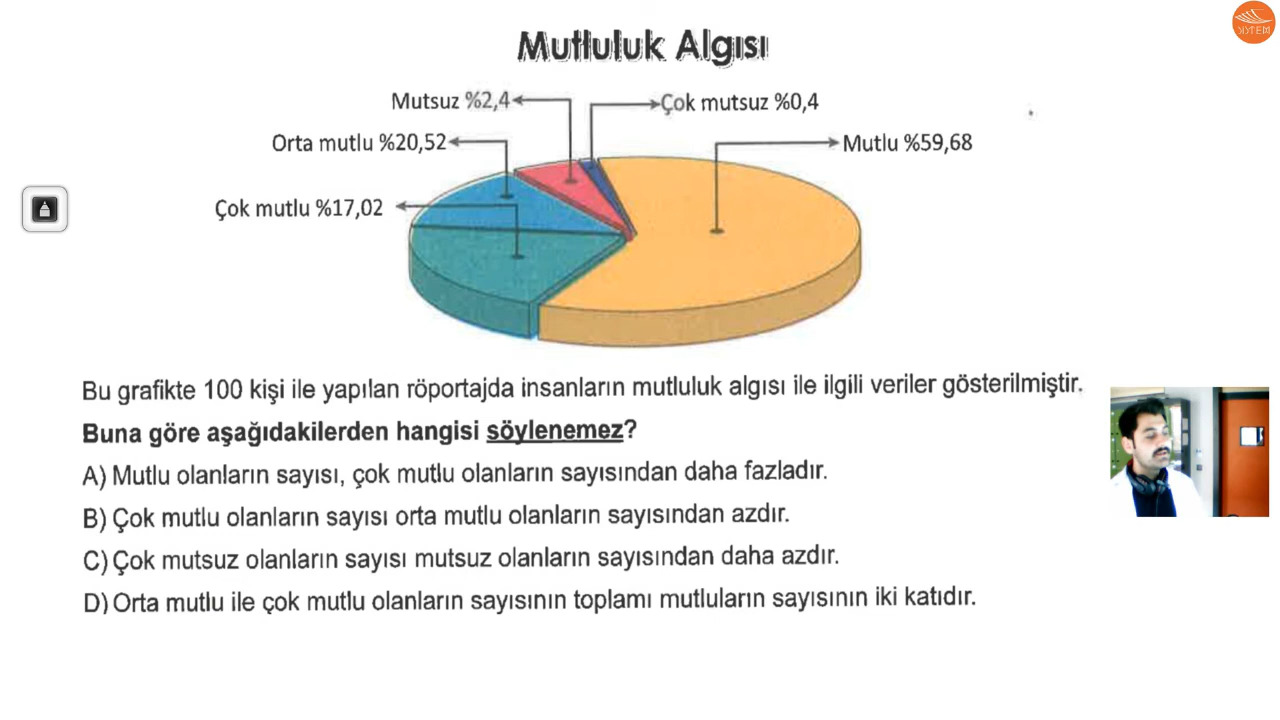 Mutluluk Algısı
Mutsuz %2,4
Çok mutsuz %0,4
Orta mutlu %20,52
Mutlu %59,68
Çok mutlu %17,02
Bu grafikte 100 kişi ile yapılan röportajda insanların mutluluk algısı ile ilgili veriler gösterilmiştir.
Buna göre aşağıdakilerden hangisi söylenemez?
A) Mutlu olanların sayısı, çok mutlu olanların sayısından daha fazladır.
B) Çok mutlu olanların sayısı orta mutlu olanların sayısından azdır.
C) Çok mutsuz olanların sayısı mutsuz olanların sayısından daha azdır.
D) Orta mutlu ile çok mutlu olanların sayısının toplamı mutluların sayısının iki katıdır.